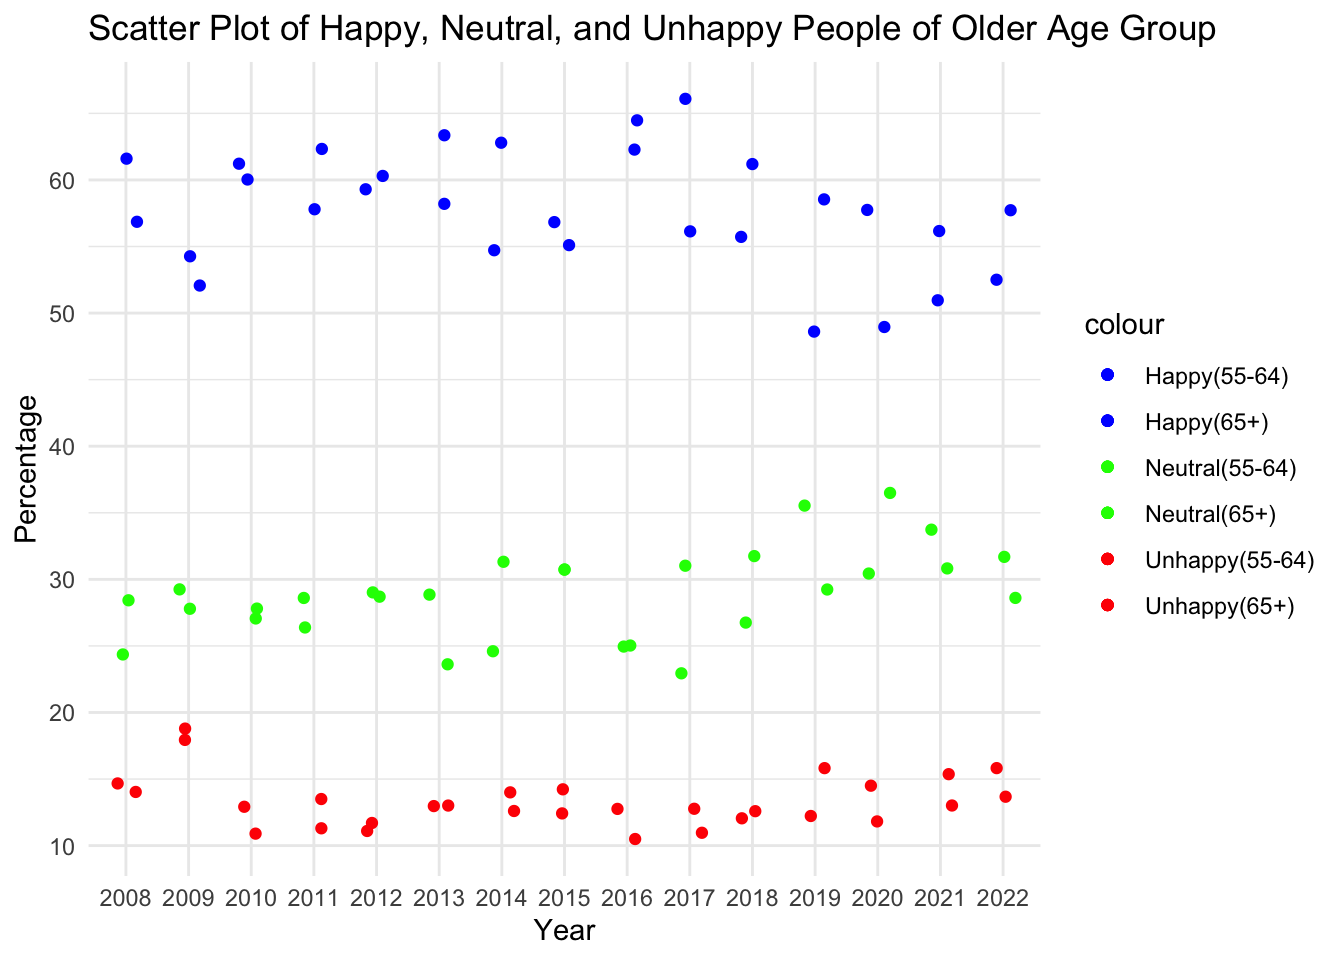 Scatter Plot of Happy, Neutral, and Unhappy People of Older Age Group
Percentage
60
50
40
30
20
10
2008 2009 2010 2011 2012 2013 2014 2015 2016 2017 2018 2019 2020 2021 2022
Year
colour
Happy(55-64)
Happy(65+)
Neutral(55-64)
Neutral(65+)
Unhappy(55-64)
Unhappy(65+)